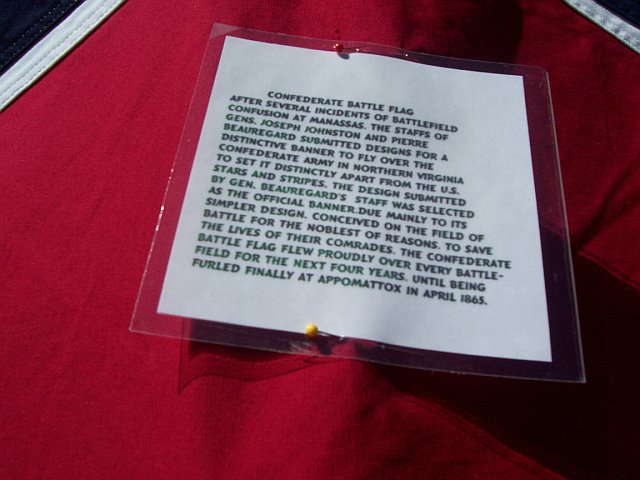 CONFEDERATE BATTLE FLAG
AFTER SEVERAL INCIDENTS OF BATTLEFIELD
CONFUSION AT MANASSAS, THE STAFFS OF
GENS. JOSEPH JOHNSTON AND PIERRE
BEAUREGARD SUBMITTED DESIGNS FOR A
DISTINCTIVE BANNER TO FLY OVER THE
CONFEDERATE ARMY IN NORTHERN VIRGINIA
TO SET IT DISTINCTLY APART FROM THE U.S.
STARS AND STRIPES. THE DESIGN SUBMITTED
BY GEN. BEAUREGARD'S STAFF WAS SELECTED
AS THE OFFICIAL BANNER.DUE MAINLY TO ITS
SIMPLER DESIGN. CONCEIVED ON THE FIELD OF
BATTLE FOR THE NOBLEST OF REASONS, TO SAVE
THE LIVES OF THEIR COMRADES, THE CONFEDERATE
BATTLE FLAG FLEW PROUDLY OVER EVERY BATTLE-
FIELD FOR THE NEXT FOUR YEARS, UNTIL BEING
FURLED FINALLY AT APPOMATTOX IN APRIL 1865.